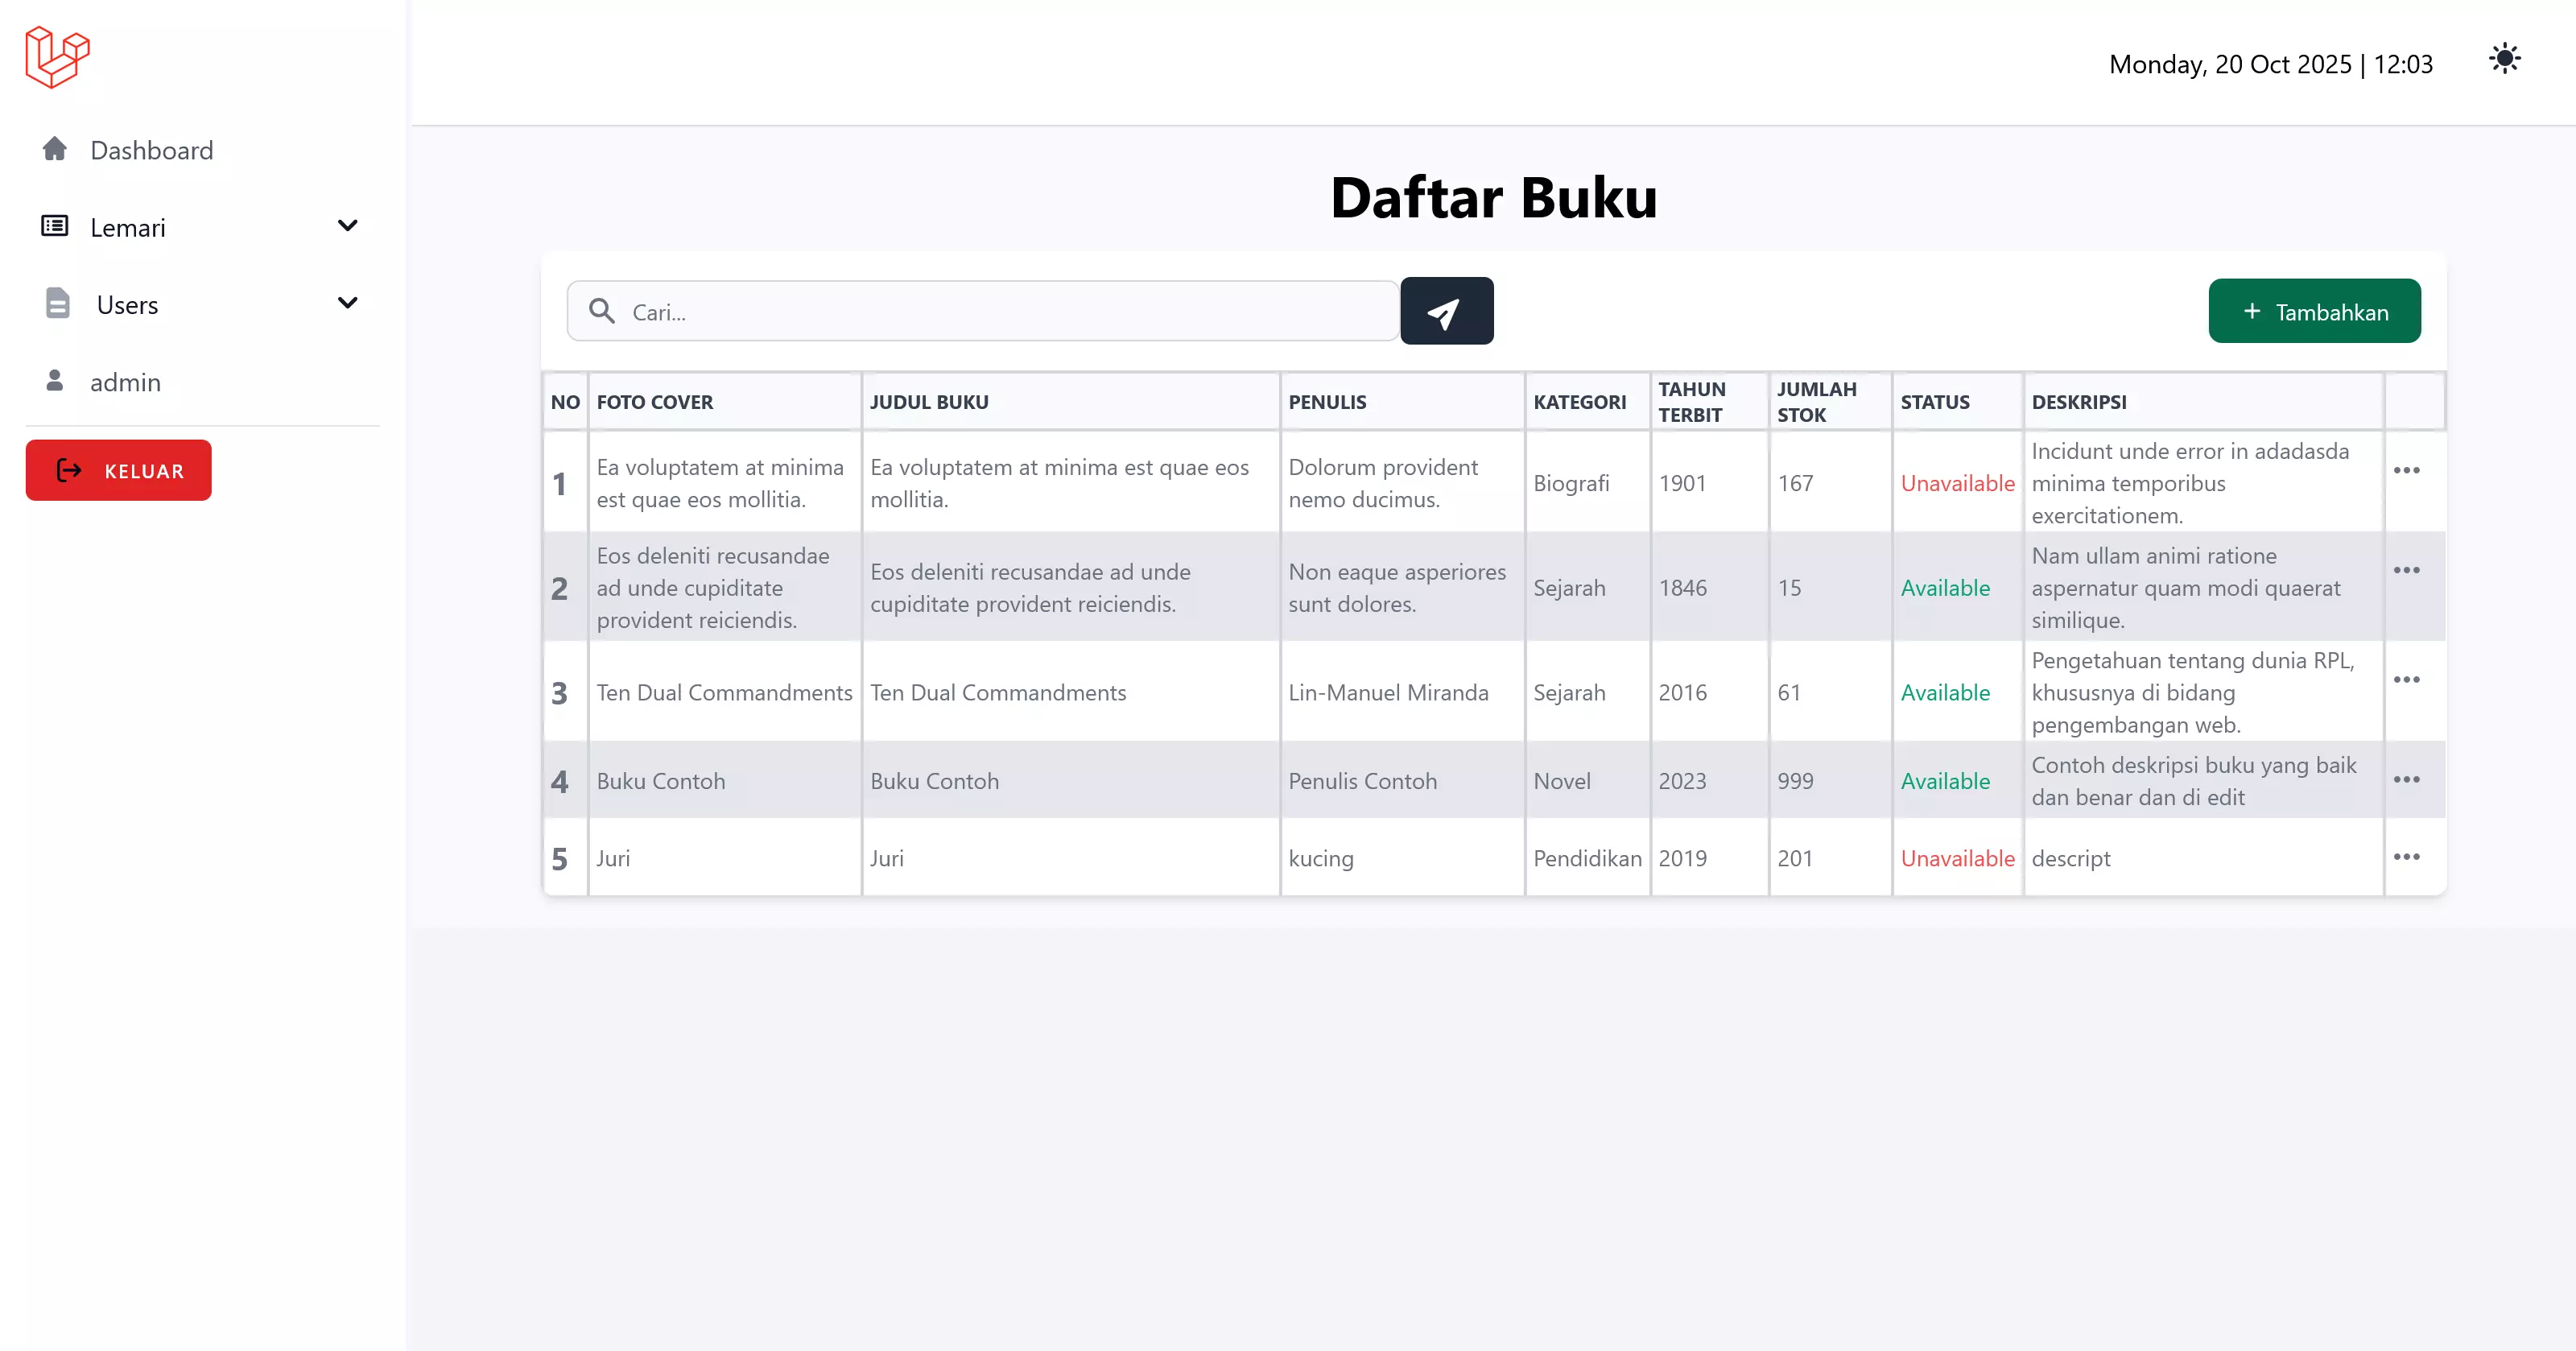 Monday, 20 Oct 2025 | 12:03
Dashboard
Lemari
Users
admin
KELUAR
Daftar Buku
Cari...
+ Tambahkan
NO FOTO COVER JUDUL BUKU PENULIS KATEGORI TAHUN TERBIT JUMLAH STOK STATUS DESKRIPSI
1
Ea voluptatem at minima
est quae eos mollitia.
Ea voluptatem at minima est quae eos
mollitia.
Dolorum provident
nemo ducimus.
Biografi
1901
167
Unavailable
Incidunt unde error in adadasda
minima temporibus
exercitationem.
2
Eos deleniti recusandae
ad unde cupiditate
provident reiciendis.
Eos deleniti recusandae ad unde
cupiditate provident reiciendis.
Non eaque asperiores
sunt dolores.
Sejarah
1846
15
Available
Nam ullam animi ratione
aspernatur quam modi quaerat
similique.
3
Ten Dual Commandments
Ten Dual Commandments
Lin-Manuel Miranda
Sejarah
2016
61
Available
Pengetahuan tentang dunia RPL,
khususnya di bidang
pengembangan web.
4
Buku Contoh
Buku Contoh
Penulis Contoh
Novel
2023
999
Available
Contoh deskripsi buku yang baik
dan benar dan di edit
5
Juri
Juri
kucing
Pendidikan
2019
201
Unavailable
descript